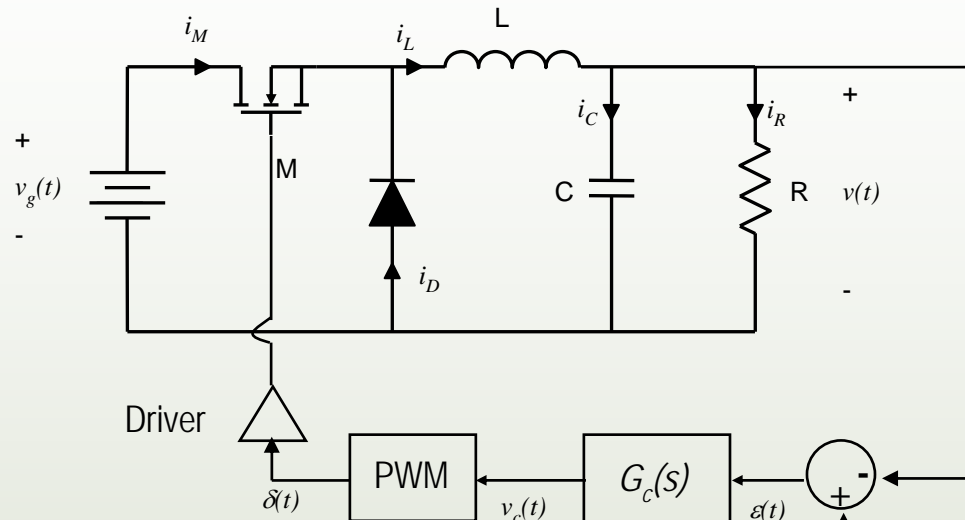 L
i_M
i_L
+
v_g(t)
-
M
i_C
C
i_R
R
+
v(t)
-
i_D
Driver
PWM
G_c(s)
-
+
δ(t)
v_c(t)
ε(t)